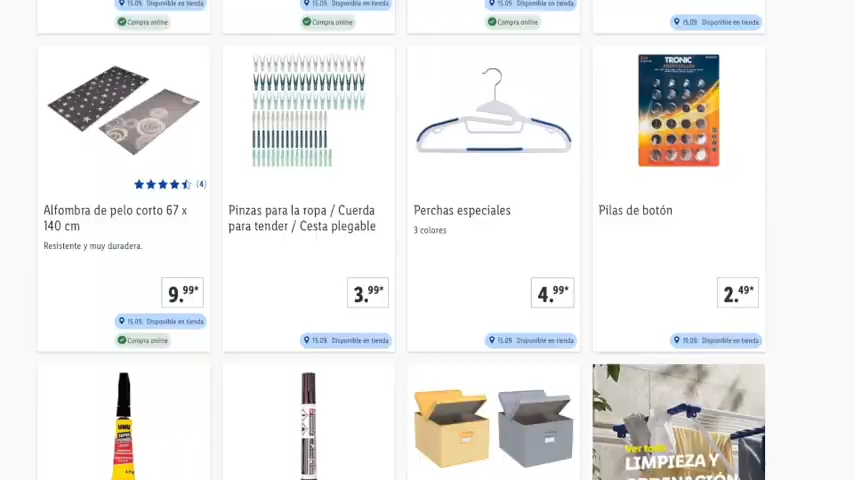 15.09. Disponible en tienda
15.09. Disponible en tienda
15.09. Disponible en tienda
Compra online
Compra online
Compra online
15.09. Disponible en tienda
TRONIC
(4)
Alfombra de pelo corto 67 x
140 cm
Resistente y muy duradera.
9.99*
15.09. Disponible en tienda
Compra online
Pinzas para la ropa / Cuerda
para tender / Cesta plegable
3.99*
15.09. Disponible en tienda
Perchas especiales
3 colores
4.99*
15.09. Disponible en tienda
Pilas de botón
2.49*
19.09. Disponible en tienda
UHU
Ver todo
LIMPIEZA Y
ORDENACIÓN